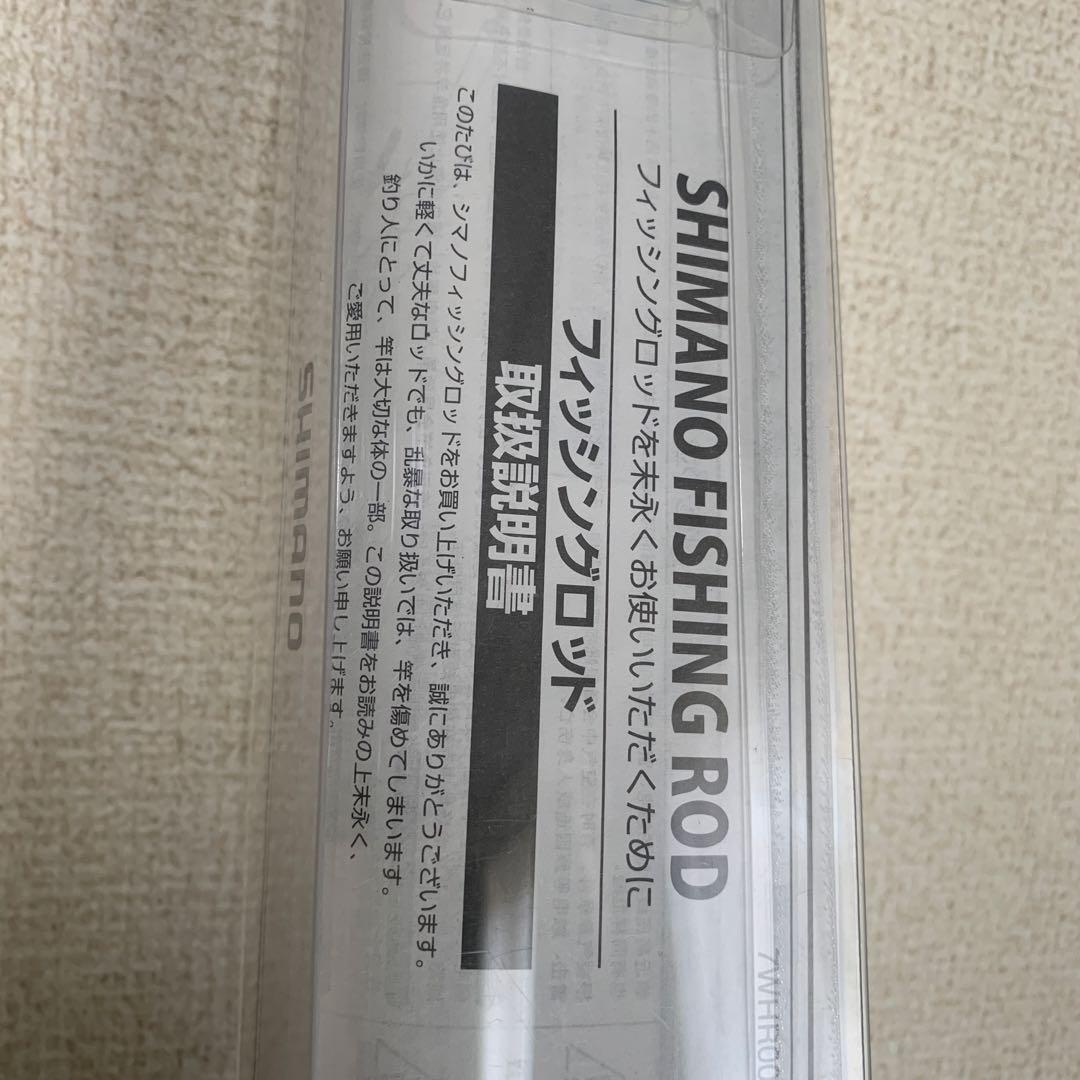 SHIMANO FISHING ROD
フィッシングロッドを末永くお使いいただくために
フィッシングロッド
取扱説明書
このたびは、シマノフィッシングロッドをお買い上げいただき、誠にありがとうございます。
いかに軽くて丈夫なロッドでも、乱暴な取り扱いでは、竿を傷めてしまいます。
釣り人にとって、竿は大切な体の一部。この説明書をお読みの上末永く、
ご愛用いただきますよう、お願い申し上げます。
SHIMANO